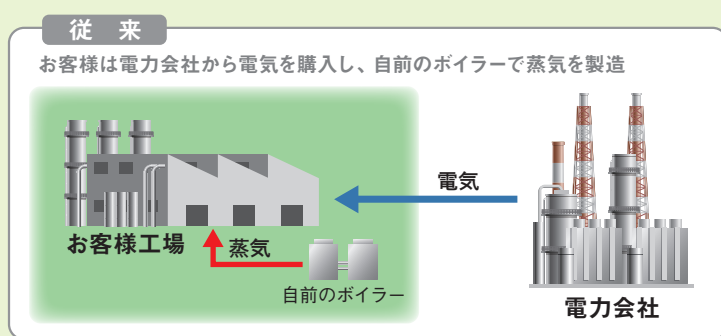 従 来
お客様は電力会社から電気を購入し、自前のボイラーで蒸気を製造
電気
お客様工場
蒸気
自前のボイラー
電力会社